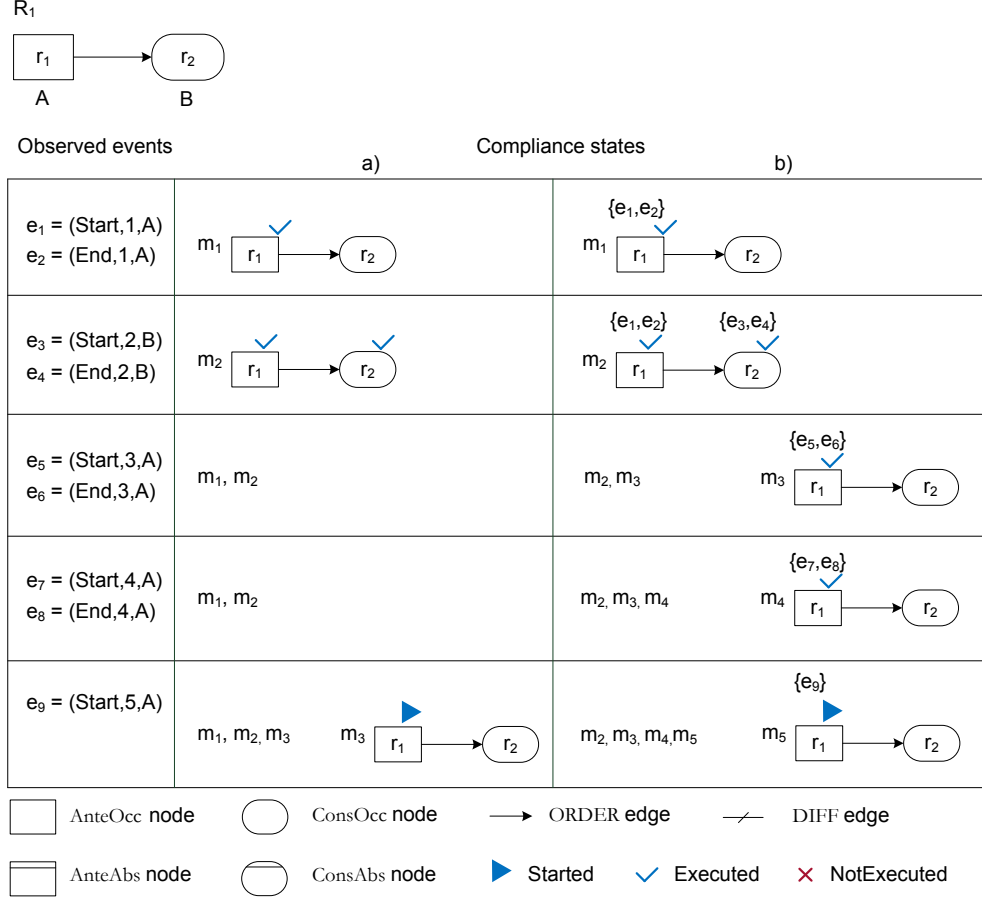 R₁
r₁ r₂
A B
Observed events Compliance states
a) b)
e₁ = (Start,1,A)
e₂ = (End,1,A)
m₁ r₁ r₂
{e₁,e₂}
m₁ r₁ r₂
e₃ = (Start,2,B)
e₄ = (End,2,B)
m₂ r₁ r₂
{e₁,e₂} {e₃,e₄}
m₂ r₁ r₂
e₅ = (Start,3,A)
e₆ = (End,3,A)
m₁, m₂
m₂, m₃
{e₅,e₆}
m₃ r₁ r₂
e₇ = (Start,4,A)
e₈ = (End,4,A)
m₁, m₂
m₂, m₃, m₄
{e₇,e₈}
m₄ r₁ r₂
e₉ = (Start,5,A)
m₁, m₂, m₃
m₃ r₁ r₂
m₂, m₃, m₄,m₅
{e₉}
m₅ r₁ r₂
AnteOcc node ConsOcc node ORDER edge DIFF edge
AnteAbs node ConsAbs node Started Executed NotExecuted